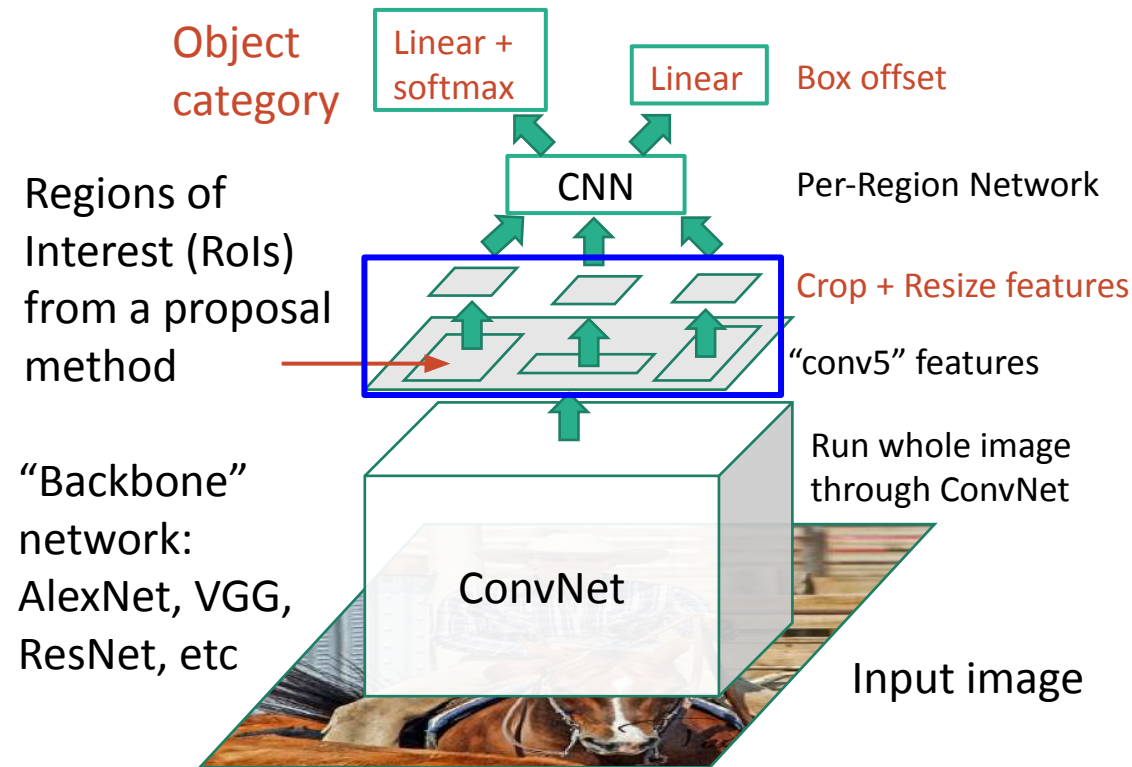 Object
category
Linear +
softmax
Linear
Box offset
Regions of
Interest (RoIs)
from a proposal
method
CNN
Per-Region Network
Crop + Resize features
“conv5” features
“Backbone”
network:
AlexNet, VGG,
ResNet, etc
Run whole image
through ConvNet
ConvNet
Input image